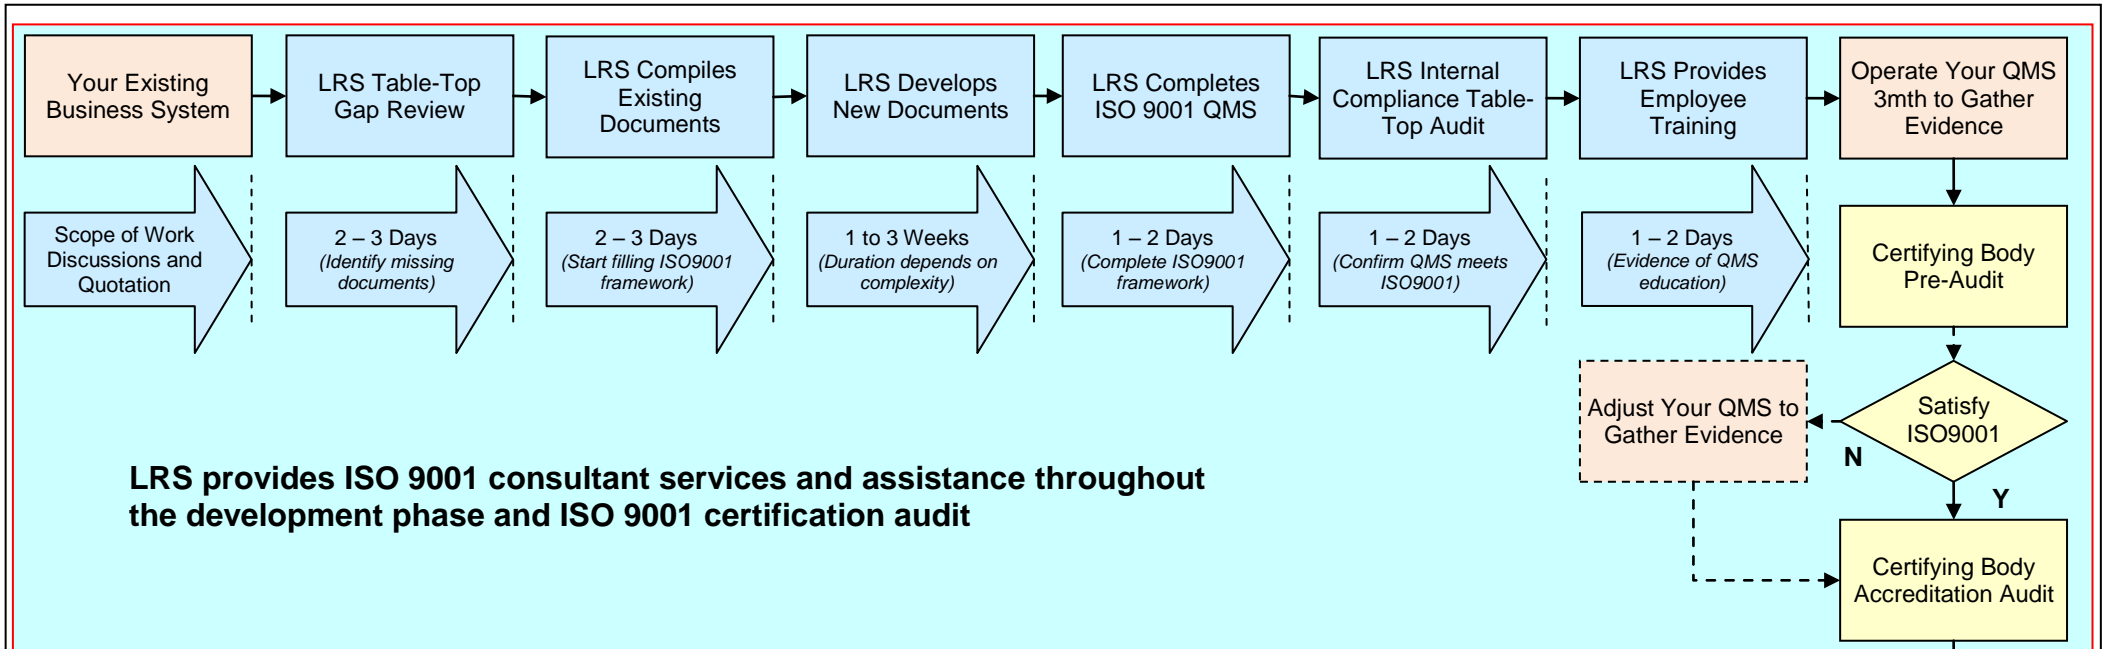 Your Existing
Business System
LRS Table-Top
Gap Review
LRS Compiles
Existing
Documents
LRS Develops
New Documents
LRS Completes
ISO 9001 QMS
LRS Internal
Compliance Table-
Top Audit
LRS Provides
Employee
Training
Operate Your QMS
3mth to Gather
Evidence
Scope of Work
Discussions and
Quotation
2 – 3 Days
(Identify missing
documents)
2 – 3 Days
(Start filling ISO9001
framework)
1 to 3 Weeks
(Duration depends on
complexity)
1 – 2 Days
(Complete ISO9001
framework)
1 – 2 Days
(Confirm QMS meets
ISO9001)
1 – 2 Days
(Evidence of QMS
education)
Certifying Body
Pre-Audit
Satisfy
ISO9001
Adjust Your QMS to
Gather Evidence
N
Y
LRS provides ISO 9001 consultant services and assistance throughout
the development phase and ISO 9001 certification audit
Certifying Body
Accreditation Audit